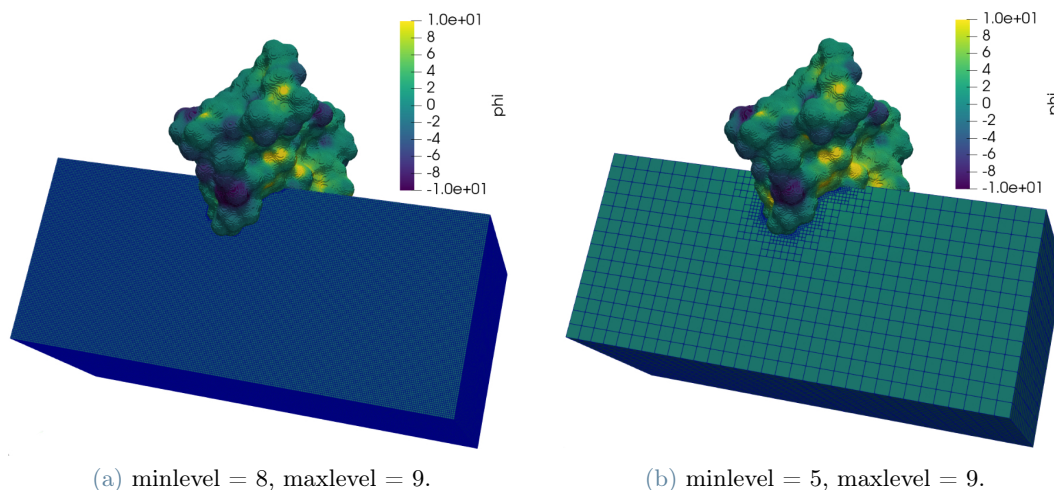 1.0e+01
8
6
4
2
0
-2
-4
-6
-8
-1.0e+01
phi
1.0e+01
8
6
4
2
0
-2
-4
-6
-8
-1.0e+01
phi
(a) minlevel = 8, maxlevel = 9.
(b) minlevel = 5, maxlevel = 9.